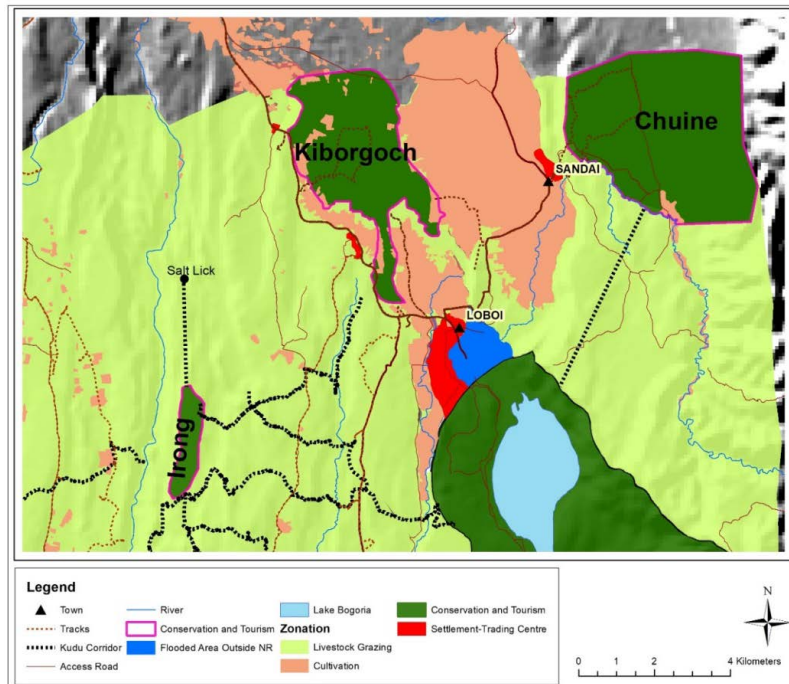 Chuine
Kiborgoch
SANDAI
Salt Lick
LOBOI
Irong
Legend
Town
Tracks
Kudu Corridor
Access Road
River
Conservation and Tourism
Flooded Area Outside NR
Lake Bogoria
Zonation
Livestock Grazing
Cultivation
Conservation and Tourism
Settlement-Trading Centre
N
0 1 2 4 Kilometers